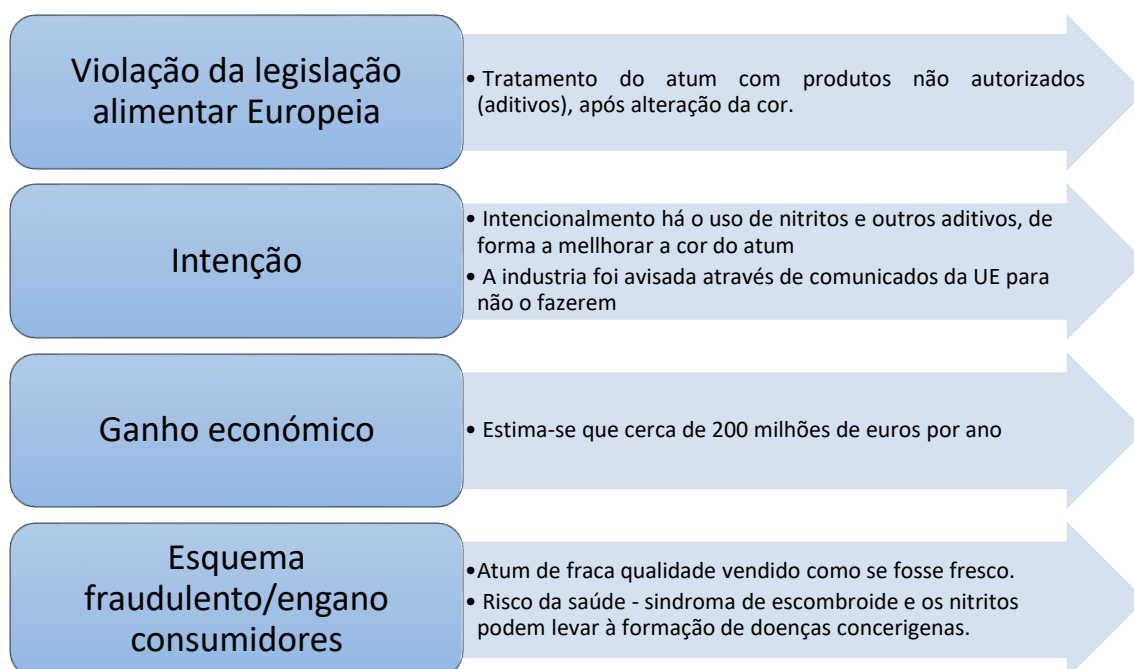 Violação da legislação
alimentar Europeia
• Tratamento do atum com produtos não autorizados
(aditivos), após alteração da cor.
Intenção
• Intencionalmento há o uso de nitritos e outros aditivos, de
forma a mellhorar a cor do atum
• A industria foi avisada através de comunicados da UE para
não o fazerem
Ganho económico
• Estima-se que cerca de 200 milhões de euros por ano
Esquema
fraudulento/engano
consumidores
•Atum de fraca qualidade vendido como se fosse fresco.
• Risco da saúde - sindroma de escombroide e os nitritos
podem levar à formação de doenças concerigenas.